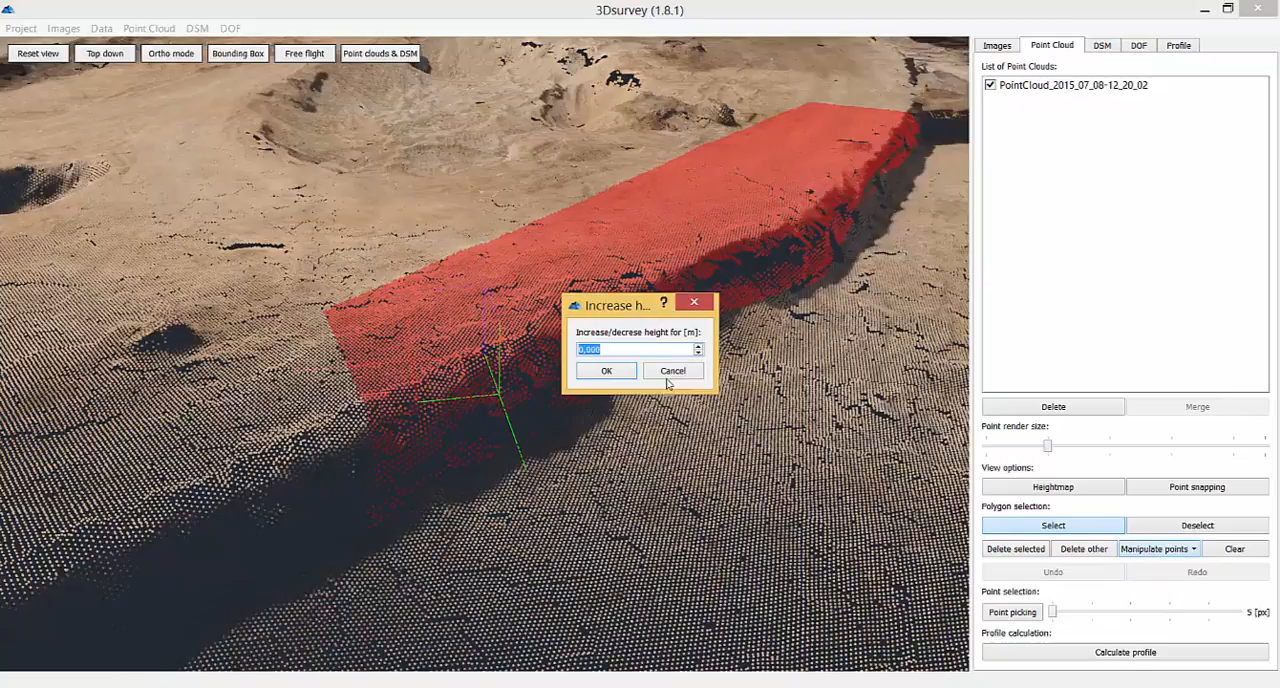 3Dsurvey (1.8.1)
Project Images Data Point Cloud DSM DOF
Reset view Top down Ortho mode Bounding Box Free flight Point clouds & DSM
Images Point Cloud DSM DOF Profile
List of Point Clouds:
PointCloud_2015_07_08-12_20_02
Increase h... ?
Increase/decrese height for [m]:
0,000
OK Cancel
Delete Merge
Point render size:
View options:
Heightmap Point snapping
Polygon selection:
Select Deselect
Delete selected Delete other Manipulate points Clear
Undo Redo
Point selection:
Point picking 5 [px]
Profile calculation:
Calculate profile